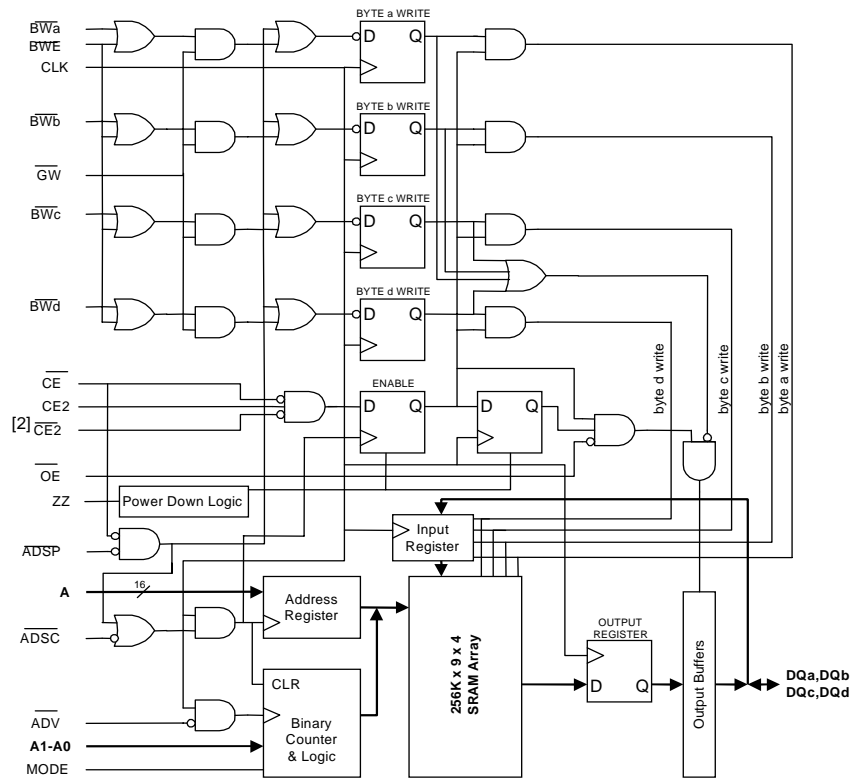 BYTE a WRITE
BWa
BWE
CLK
D Q
BYTE b WRITE
BWb
D Q
GW
BYTE c WRITE
BWc
D Q
BYTE d WRITE
BWd
D Q
byte d write
byte c write
byte b write
byte a write
CE
CE2
[2] CE2
ENABLE
D Q
D Q
OE
ZZ
Power Down Logic
Input
Register
ADSP
A
16
Address
Register
ADSC
256K x 9 x 4
SRAM Array
OUTPUT
REGISTER
D Q
Output Buffers
DQa,DQb
DQc,DQd
CLR
Binary
Counter
& Logic
ADV
A1-A0
MODE